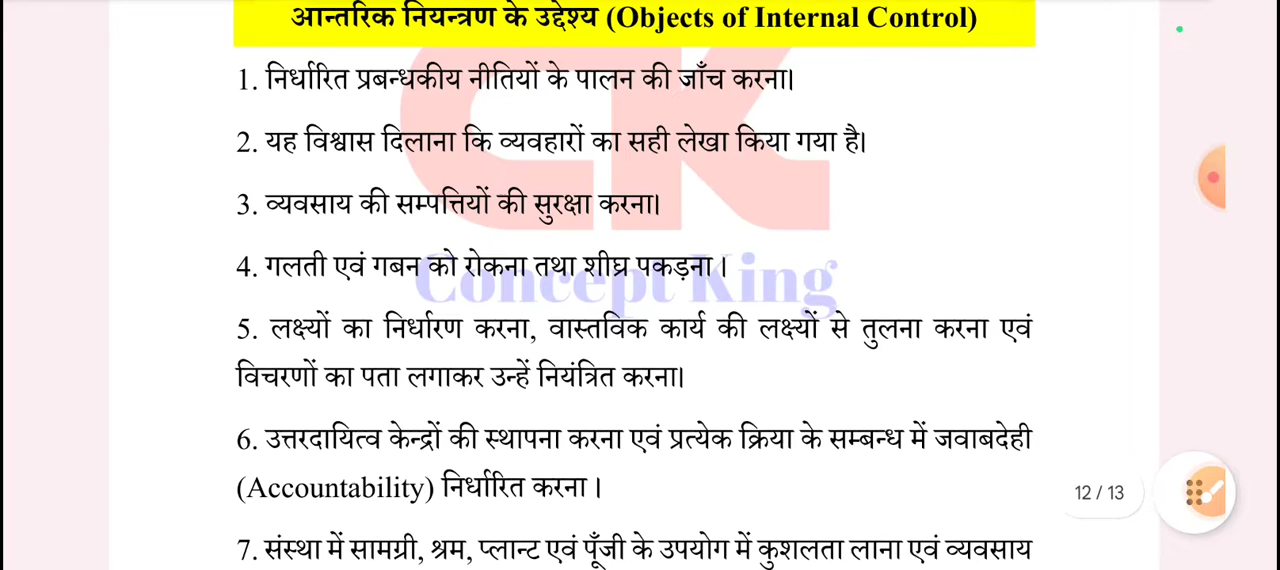 आन्तरिक नियन्त्रण के उद्देश्य (Objects of Internal Control)
1. निर्धारित प्रबन्धकीय नीतियों के पालन की जाँच करना।
2. यह विश्वास दिलाना कि व्यवहारों का सही लेखा किया गया है।
3. व्यवसाय की सम्पत्तियों की सुरक्षा करना।
4. गलती एवं गबन को रोकना तथा शीघ्र पकड़ना।
CK
Concept King
5. लक्ष्यों का निर्धारण करना, वास्तविक कार्य की लक्ष्यों से तुलना करना एवं
विचरणों का पता लगाकर उन्हें नियंत्रित करना।
6. उत्तरदायित्व केन्द्रों की स्थापना करना एवं प्रत्येक क्रिया के सम्बन्ध में जवाबदेही
(Accountability) निर्धारित करना।
12 / 13
7. संस्था में सामग्री, श्रम, प्लान्ट एवं पूँजी के उपयोग में कुशलता लाना एवं व्यवसाय